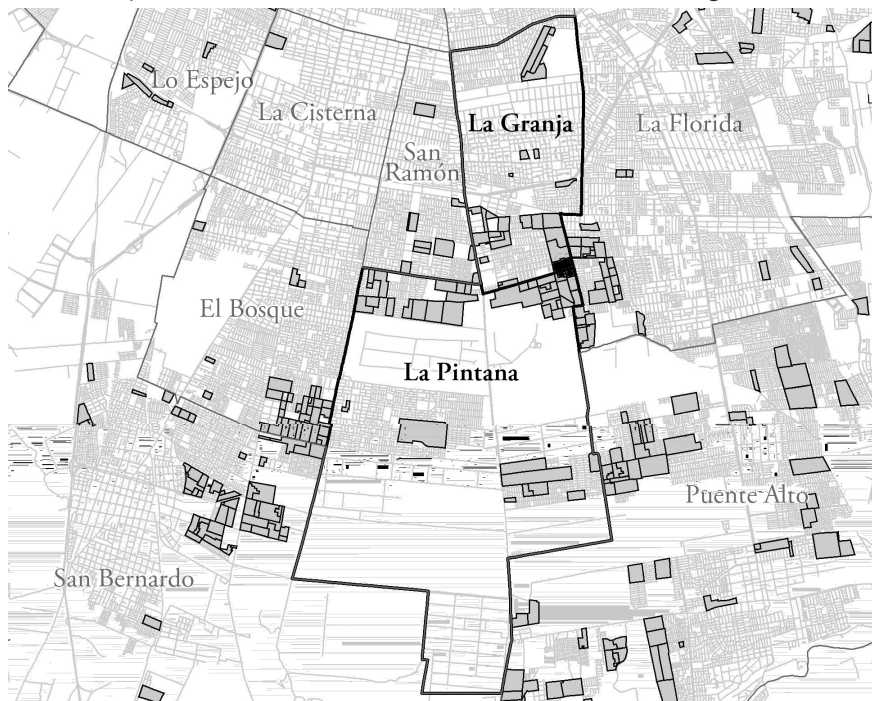 Lo Espejo
La Cisterna
La Granja
La Florida
San
Ramón
El Bosque
La Pintana
Puente Alto
San Bernardo